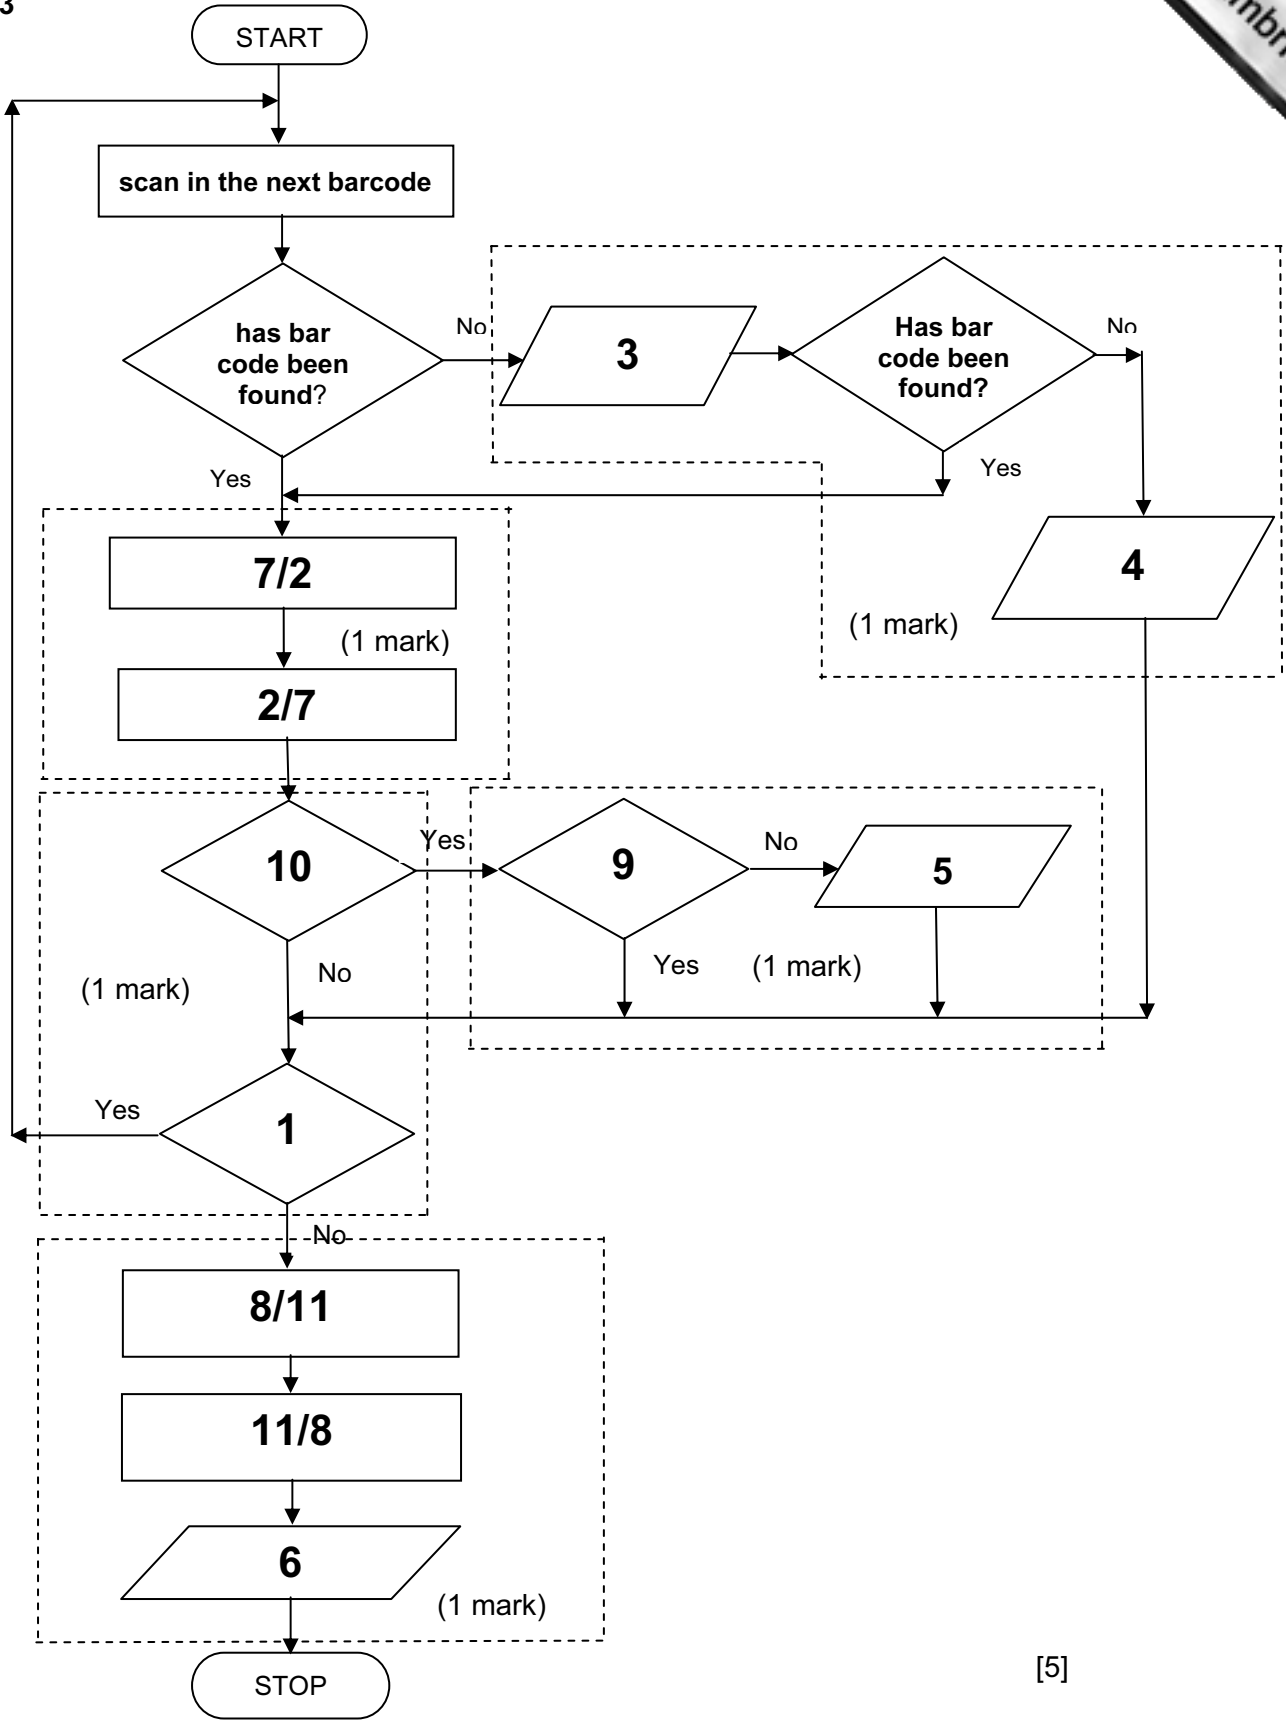 3
START
scan in the next barcode
has bar
code been
found?
No
3
Has bar
code been
found?
No
Yes
Yes
7/2
(1 mark)
2/7
4
(1 mark)
10
Yes
9
No
5
No
Yes
(1 mark)
(1 mark)
Yes
1
No
8/11
11/8
6
(1 mark)
STOP
[5]